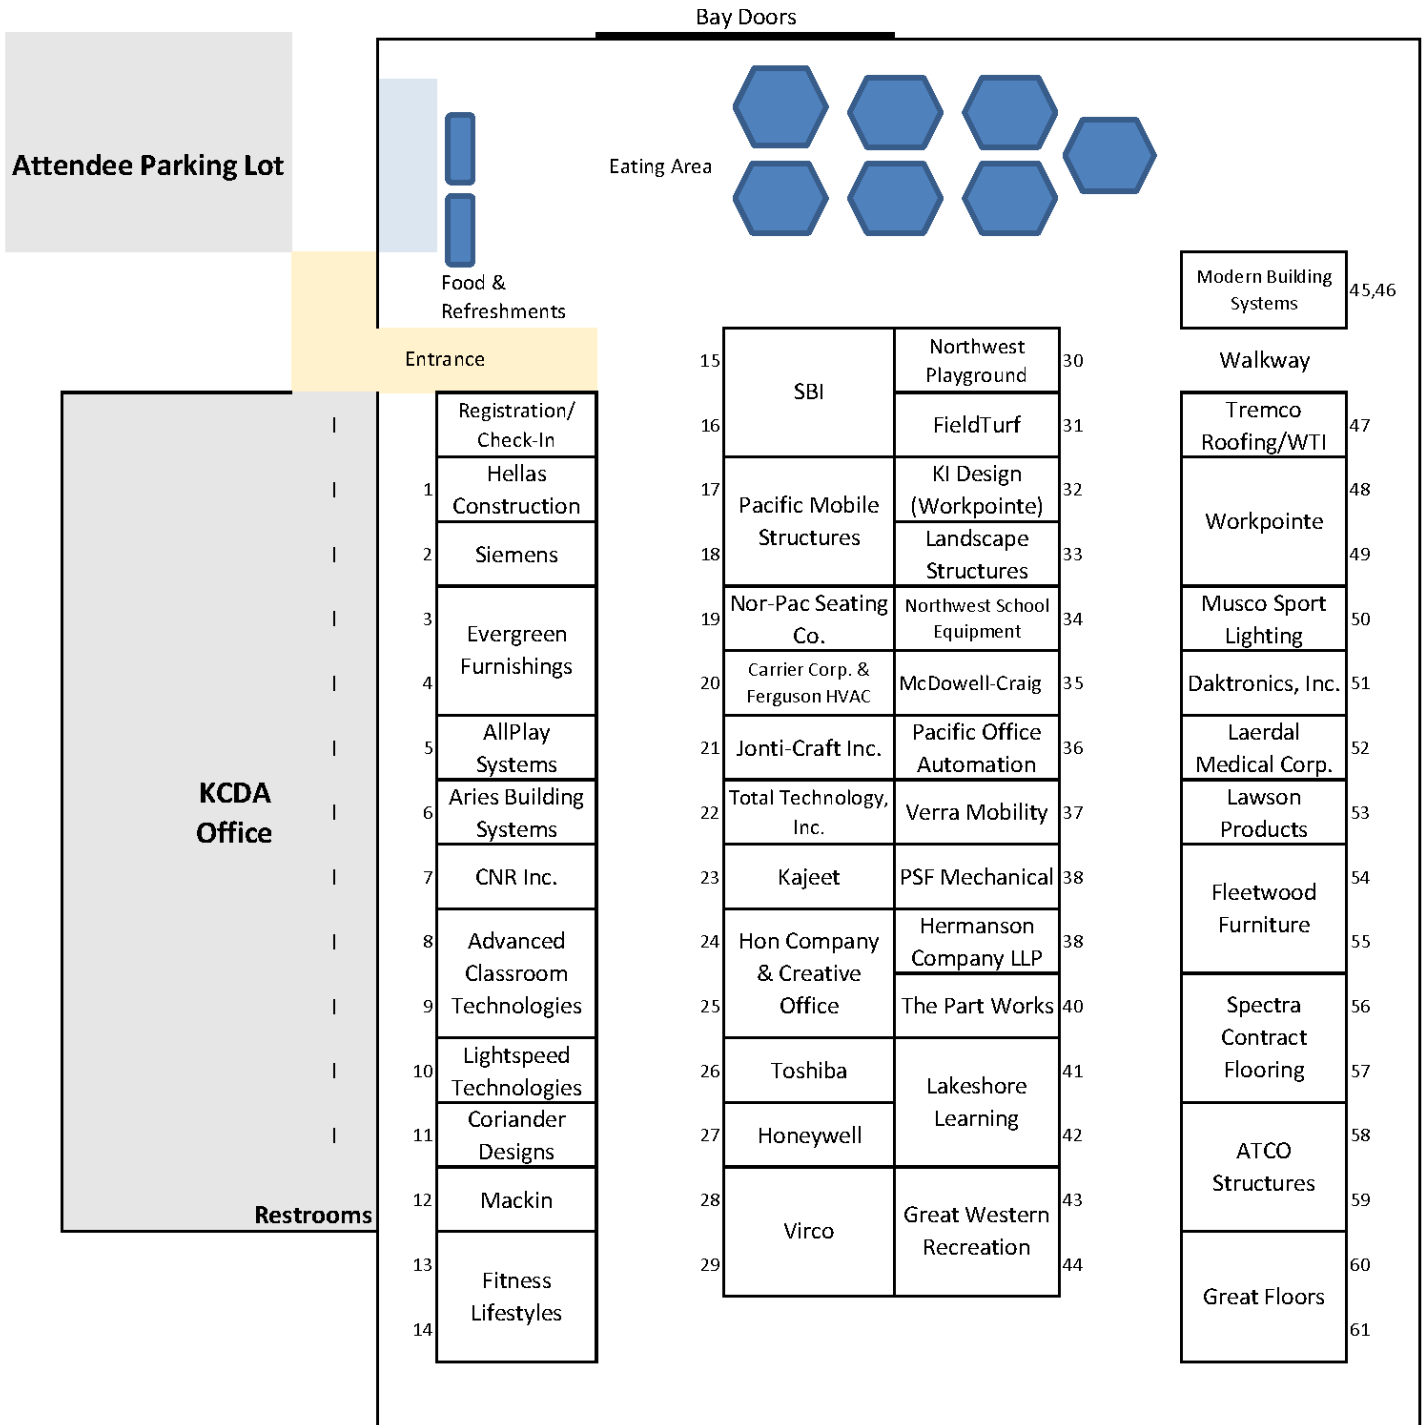 Bay Doors
Attendee Parking Lot
Eating Area
Food &
Refreshments
Entrance
KCDA
Office
Restrooms
Registration/
Check-In
1
Hellas
Construction
2
Siemens
3
4
Evergreen
Furnishings
5
AllPlay
Systems
6
Aries Building
Systems
7
CNR Inc.
8
9
Advanced
Classroom
Technologies
10
Lightspeed
Technologies
11
Coriander
Designs
12
Mackin
13
14
Fitness
Lifestyles
15
16
SBI
17
18
Pacific Mobile
Structures
19
Nor-Pac Seating
Co.
20
Carrier Corp. &
Ferguson HVAC
21
Jonti-Craft Inc.
22
Total Technology,
Inc.
23
Kajeet
24
25
Hon Company
& Creative
Office
26
Toshiba
27
Honeywell
28
29
Virco
Northwest
Playground
30
FieldTurf
31
KI Design
(Workpointe)
32
Landscape
Structures
33
Northwest School
Equipment
34
McDowell-Craig
35
Pacific Office
Automation
36
Verra Mobility
37
PSF Mechanical
38
Hermanson
Company LLP
38
The Part Works
40
Lakeshore
Learning
41
42
Great Western
Recreation
43
44
Modern Building
Systems
45,46
Walkway
Tremco
Roofing/WTI
47
Workpointe
48
49
Musco Sport
Lighting
50
Daktronics, Inc.
51
Laerdal
Medical Corp.
52
Lawson
Products
53
Fleetwood
Furniture
54
55
Spectra
Contract
Flooring
56
57
ATCO
Structures
58
59
Great Floors
60
61